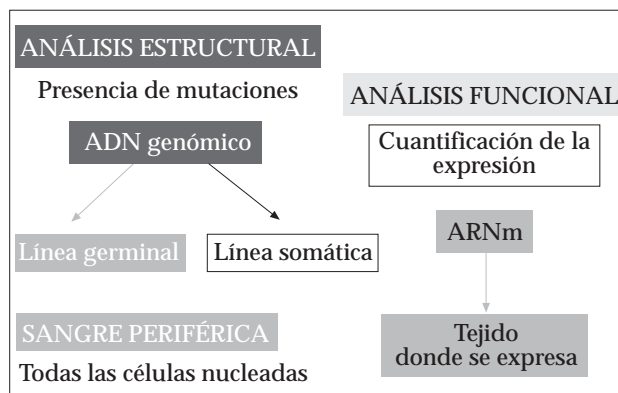 ANÁLISIS ESTRUCTURAL
Presencia de mutaciones
ADN genómico
Línea germinal
Línea somática
SANGRE PERIFÉRICA
Todas las células nucleadas
ANÁLISIS FUNCIONAL
Cuantificación de la
expresión
ARNm
Tejido
donde se expresa